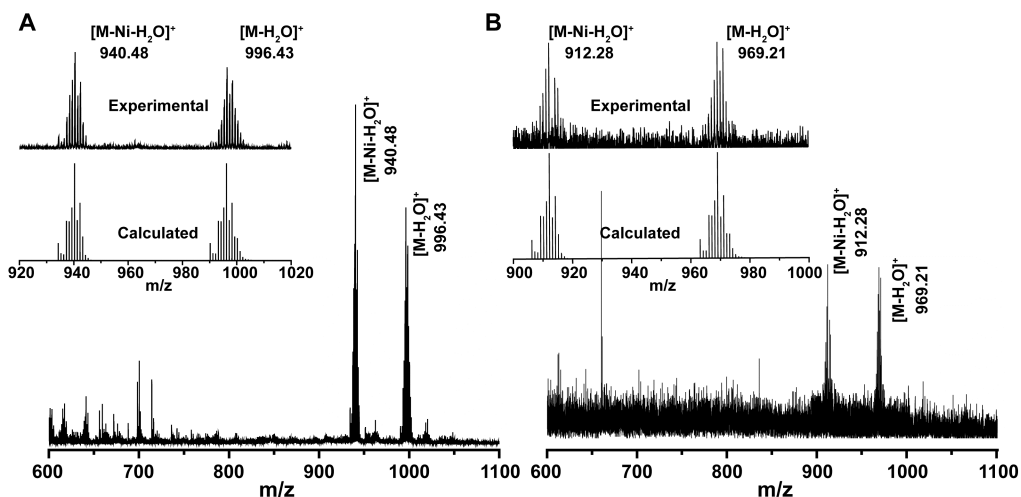 A
[M-Ni-H₂O]⁺ [M-H₂O]⁺
940.48 996.43
Experimental
Calculated
920 940 960 980 1000 1020
m/z
[M-Ni-H₂O]⁺
940.48
[M-H₂O]⁺
996.43
600 700 800 900 1000 1100
m/z
B
[M-Ni-H₂O]⁺ [M-H₂O]⁺
912.28 969.21
Experimental
Calculated
900 920 940 960 980 1000
m/z
[M-Ni-H₂O]⁺
912.28
[M-H₂O]⁺
969.21
600 700 800 900 1000 1100
m/z